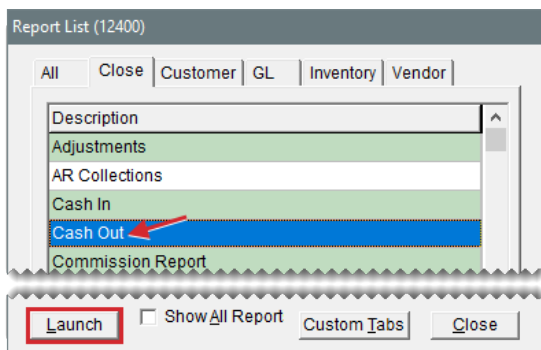 Report List (12400)
All Close Customer GL Inventory Vendor
Description
Adjustments
AR Collections
Cash In
Cash Out
Commission Report
Launch Show All Report Custom Tabs Close